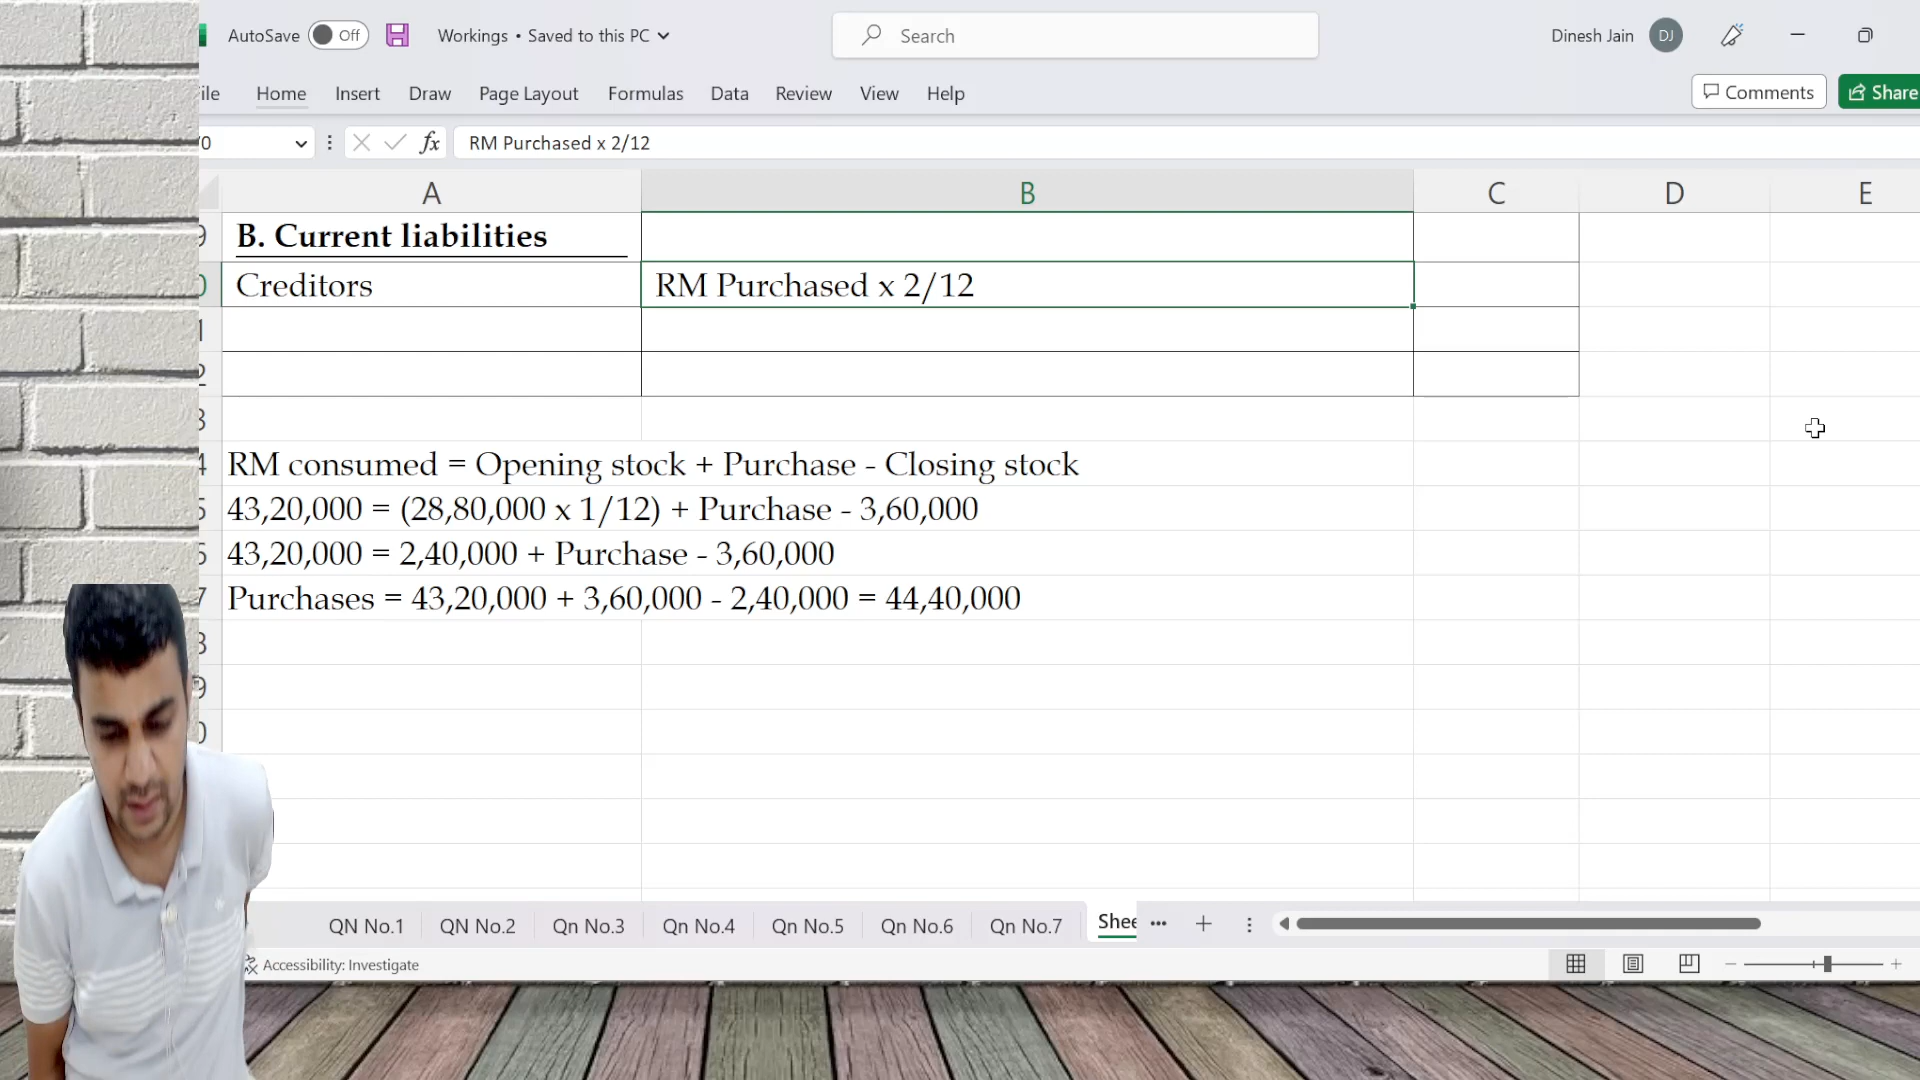 AutoSave Off Workings • Saved to this PC Search Dinesh Jain DJ
Home Insert Draw Page Layout Formulas Data Review View Help Comments Share
fx RM Purchased x 2/12
A B C D E
B. Current liabilities
Creditors RM Purchased x 2/12
RM consumed = Opening stock + Purchase - Closing stock
43,20,000 = (28,80,000 x 1/12) + Purchase - 3,60,000
43,20,000 = 2,40,000 + Purchase - 3,60,000
Purchases = 43,20,000 + 3,60,000 - 2,40,000 = 44,40,000
QN No.1 QN No.2 Qn No.3 Qn No.4 Qn No.5 Qn No.6 Qn No.7 Shee
Accessibility: Investigate